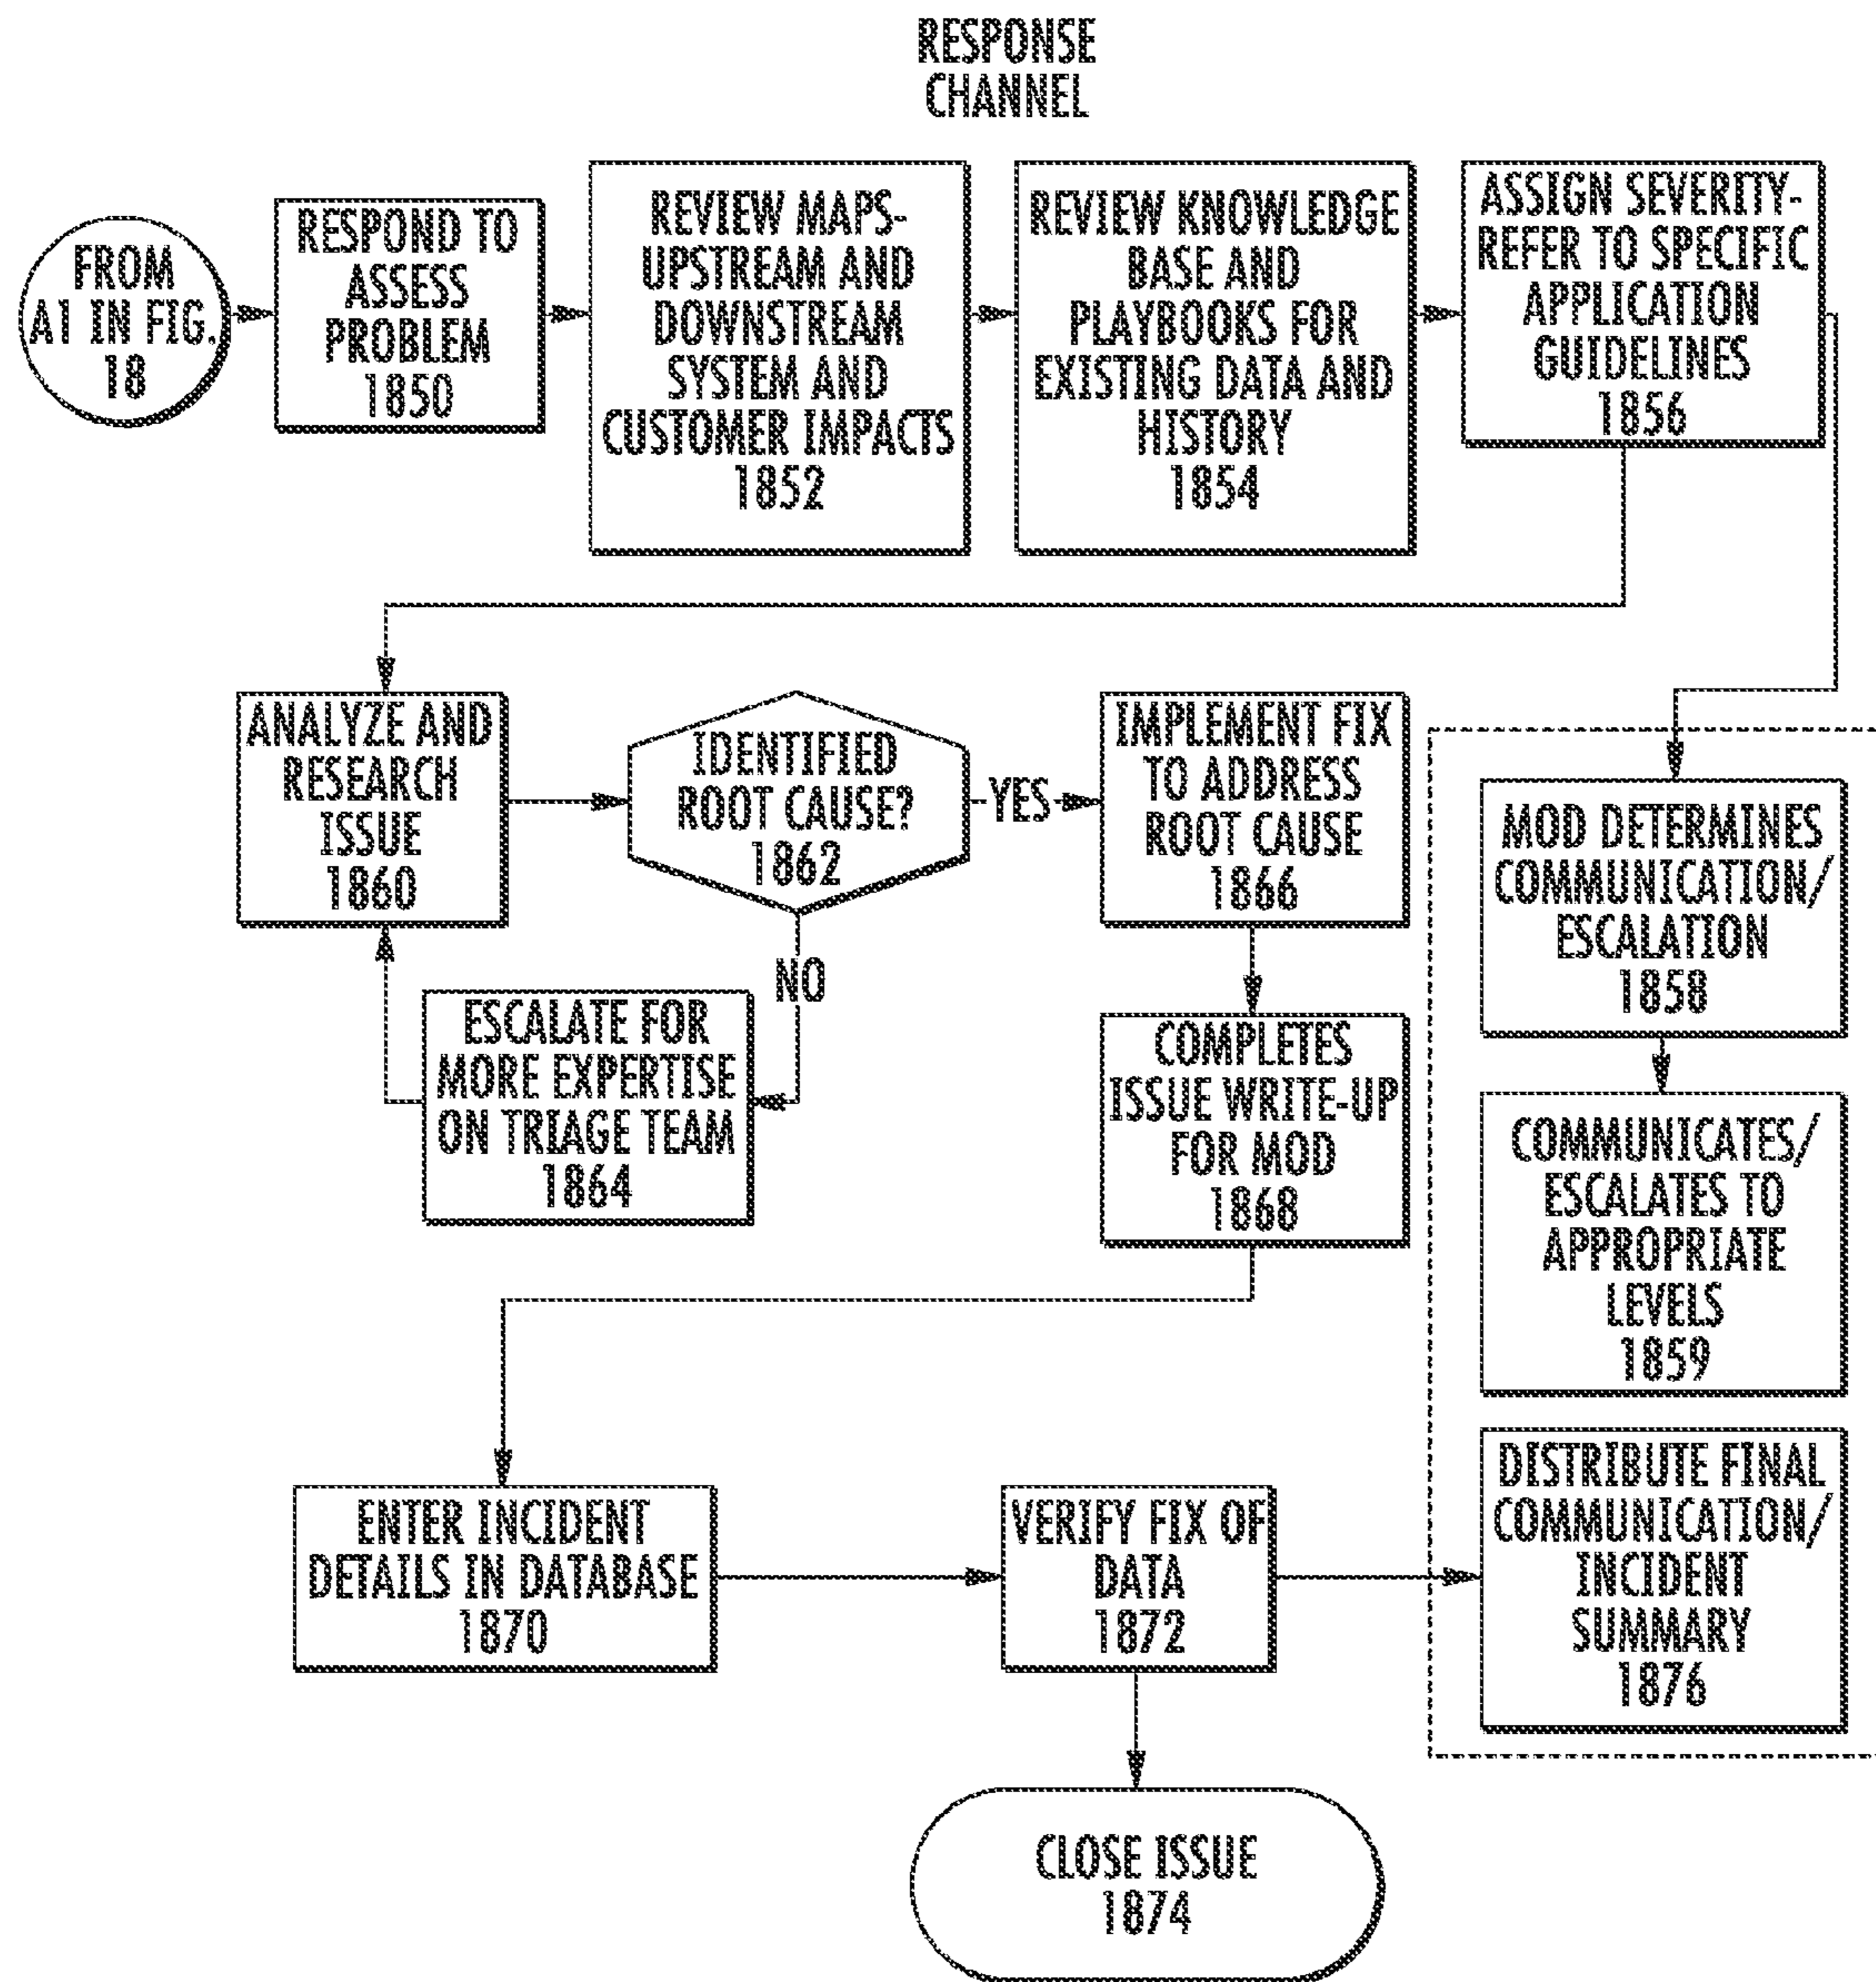 RESPONSE
CHANNEL
FROM
A1 IN FIG.
18
RESPOND TO
ASSESS
PROBLEM
1850
REVIEW MAPS-
UPSTREAM AND
DOWNSTREAM
SYSTEM AND
CUSTOMER IMPACTS
1852
REVIEW KNOWLEDGE
BASE AND
PLAYBOOKS FOR
EXISTING DATA AND
HISTORY
1854
ASSIGN SEVERITY-
REFER TO SPECIFIC
APPLICATION
GUIDELINES
1856
ANALYZE AND
RESEARCH
ISSUE
1860
IDENTIFIED
ROOT CAUSE?
1862
YES
NO
ESCALATE FOR
MORE EXPERTISE
ON TRIAGE TEAM
1864
IMPLEMENT FIX
TO ADDRESS
ROOT CAUSE
1866
COMPLETES
ISSUE WRITE-UP
FOR MOD
1868
MOD DETERMINES
COMMUNICATION/
ESCALATION
1858
COMMUNICATES/
ESCALATES TO
APPROPRIATE
LEVELS
1859
ENTER INCIDENT
DETAILS IN DATABASE
1870
VERIFY FIX OF
DATA
1872
DISTRIBUTE FINAL
COMMUNICATION/
INCIDENT
SUMMARY
1876
CLOSE ISSUE
1874